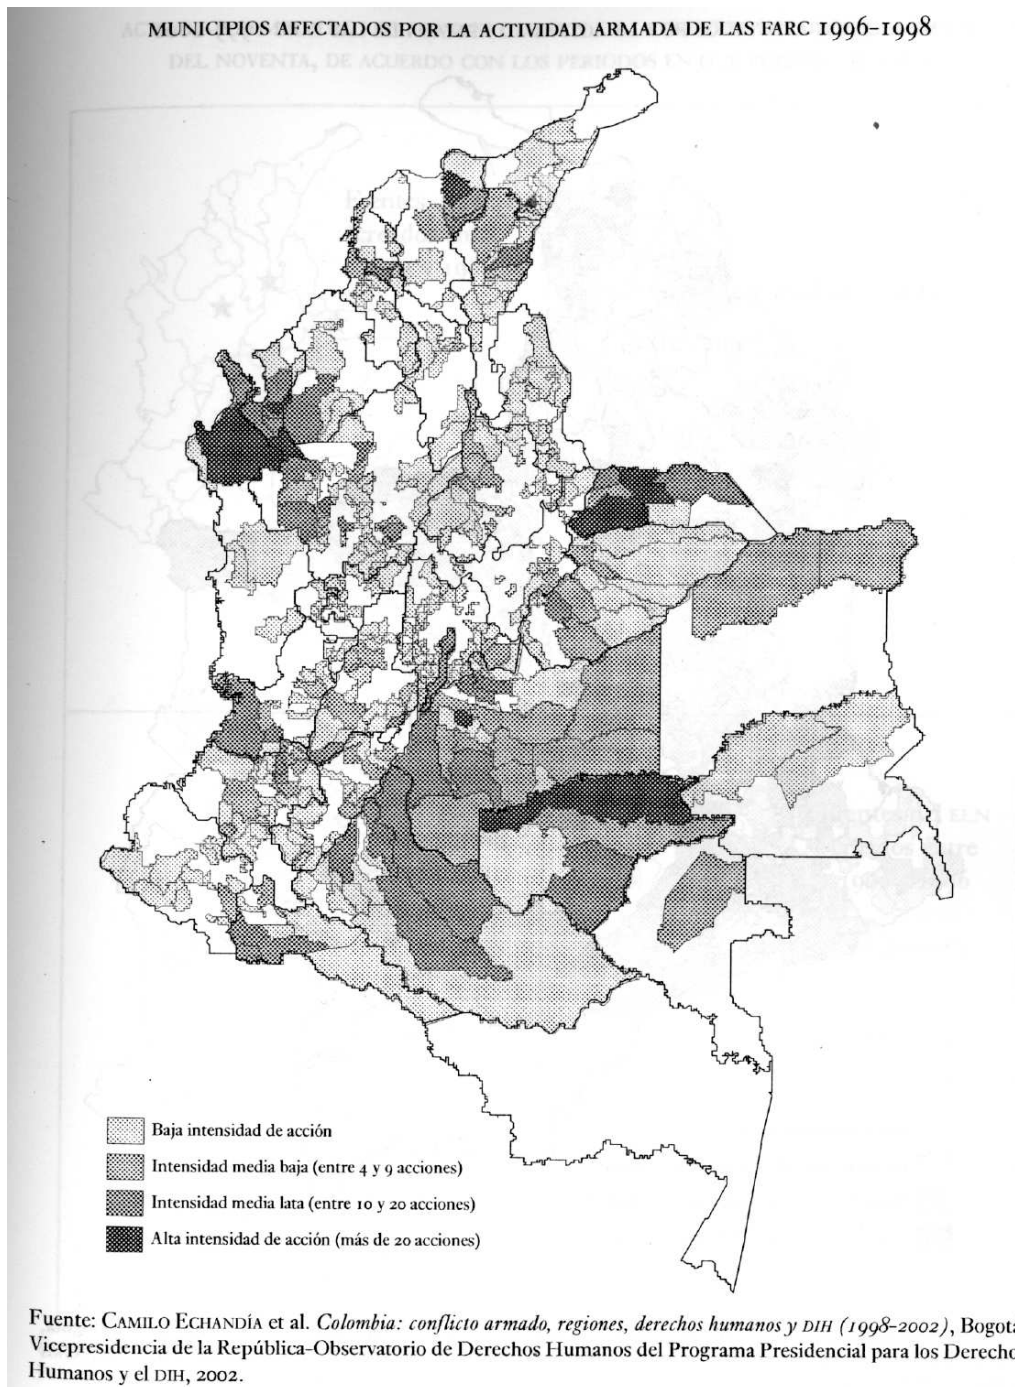 MUNICIPIOS AFECTADOS POR LA ACTIVIDAD ARMADA DE LAS FARC 1996–1998
Baja intensidad de acción
Intensidad media baja (entre 4 y 9 acciones)
Intensidad media lata (entre 10 y 20 acciones)
Alta intensidad de acción (más de 20 acciones)
Fuente: CAMILO ECHANDÍA et al. Colombia: conflicto armado, regiones, derechos humanos y DIH (1998-2002), Bogotá
Vicepresidencia de la República–Observatorio de Derechos Humanos del Programa Presidencial para los Derecho
Humanos y el DIH, 2002.